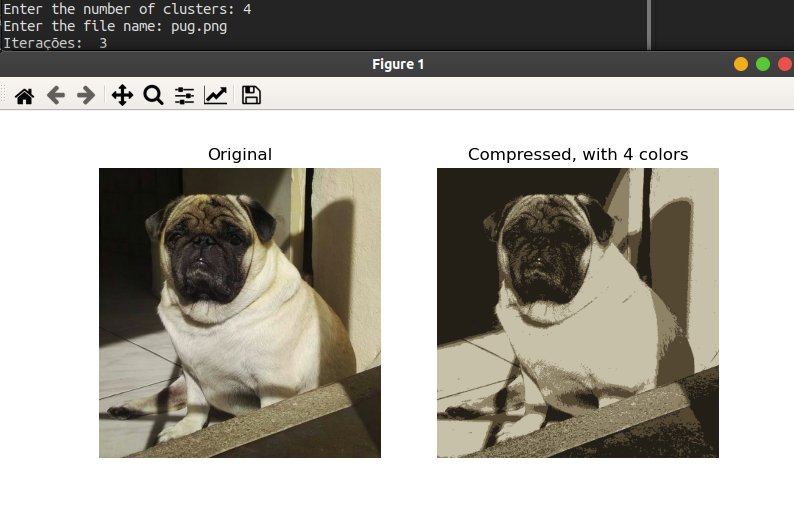 Enter the number of clusters: 4
Enter the file name: pug.png
Iterações:  3
Figure 1
Original
Compressed, with 4 colors